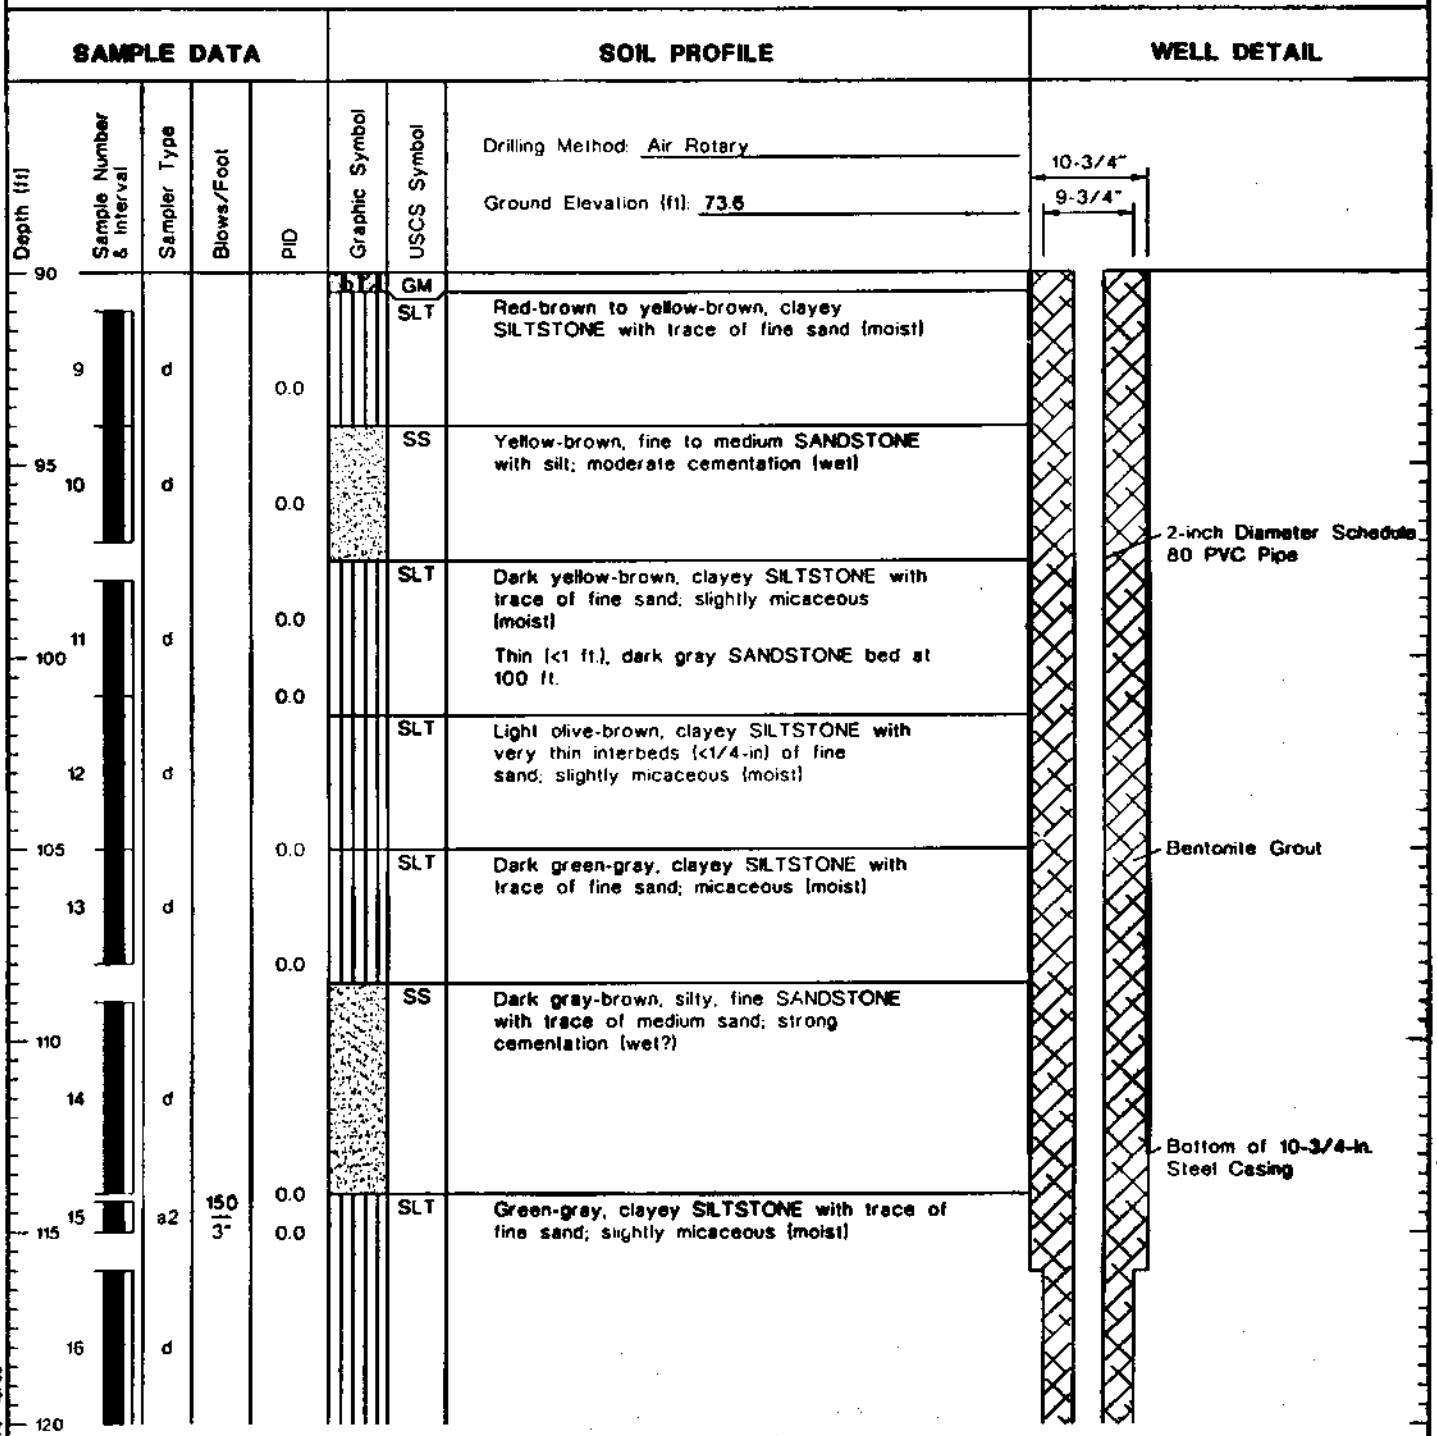 SAMPLE DATA
SOIL PROFILE
WELL DETAIL
Depth (ft)
Sample Number
& Interval
Sampler Type
Blows/Foot
PID
Graphic Symbol
USCS Symbol
Drilling Method: Air Rotary
Ground Elevation (ft): 73.6
10-3/4"
9-3/4"
90
GM
SLT
Red-brown to yellow-brown, clayey
SILTSTONE with trace of fine sand (moist)
9
d
0.0
SS
Yellow-brown, fine to medium SANDSTONE
with silt; moderate cementation (wet)
95
10
d
0.0
2-inch Diameter Schedule
80 PVC Pipe
SLT
Dark yellow-brown, clayey SILTSTONE with
trace of fine sand; slightly micaceous
(moist)
0.0
11
d
100
Thin (<1 ft.), dark gray SANDSTONE bed at
100 ft.
0.0
SLT
Light olive-brown, clayey SILTSTONE with
very thin interbeds (<1/4-in) of fine
sand; slightly micaceous (moist)
12
d
105
0.0
Bentonite Grout
SLT
Dark green-gray, clayey SILTSTONE with
trace of fine sand; micaceous (moist)
13
d
0.0
SS
Dark gray-brown, silty, fine SANDSTONE
with trace of medium sand; strong
cementation (wet?)
110
14
d
Bottom of 10-3/4-in.
Steel Casing
0.0
15
a2
150
3"
SLT
Green-gray, clayey SILTSTONE with trace of
fine sand; slightly micaceous (moist)
115
0.0
16
d
120